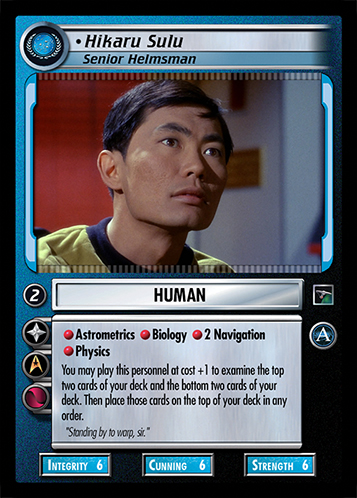 • Hikaru Sulu
Senior Helmsman
2
HUMAN
• Astrometrics • Biology • 2 Navigation
• Physics
A
You may play this personnel at cost +1 to examine the top
two cards of your deck and the bottom two cards of your
deck. Then place those cards on the top of your deck in any
order.
"Standing by to warp, sir."
INTEGRITY 6 CUNNING 6 STRENGTH 6